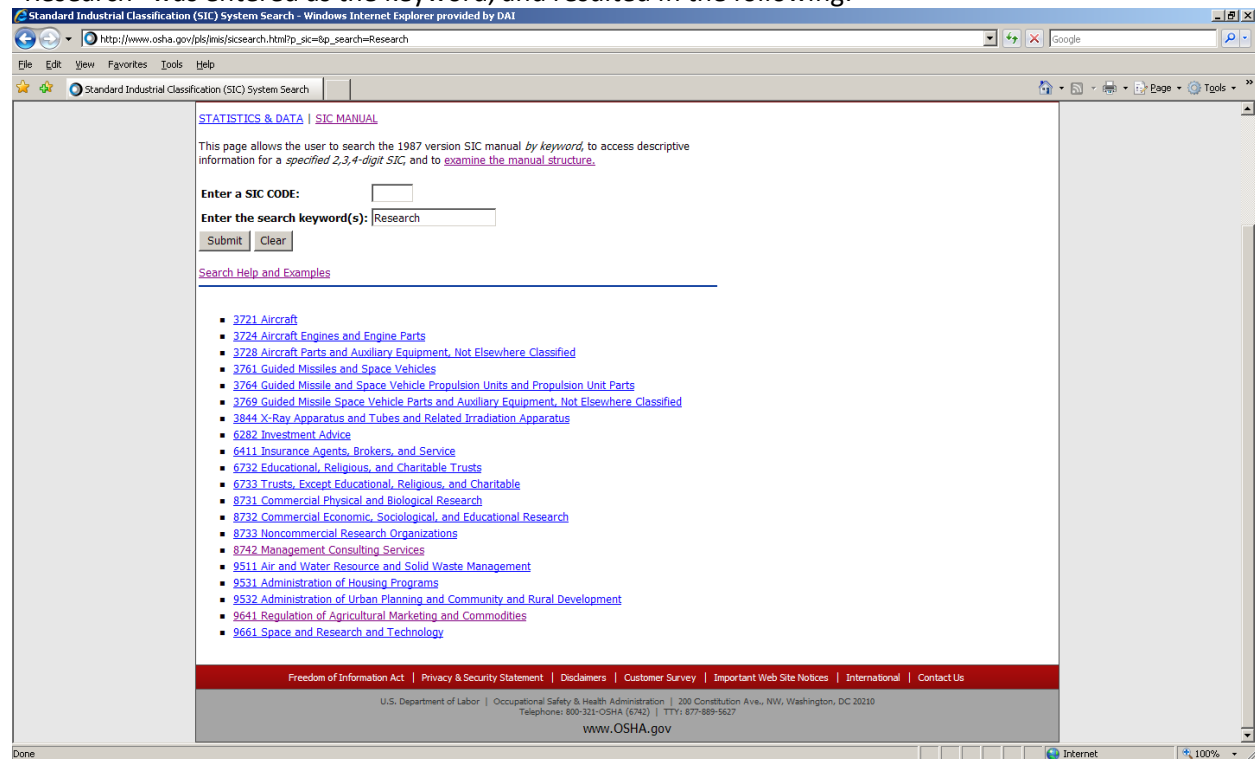 "Research" was entered as the keyword, and resulted in the following:
Standard Industrial Classification (SIC) System Search - Windows Internet Explorer provided by DAI
http://www.osha.gov/pls/imis/sicsearch.html?p_sic=&p_search=Research
Google
File Edit View Favorites Tools Help
Standard Industrial Classification (SIC) System Search
Page Tools »
STATISTICS & DATA | SIC MANUAL
This page allows the user to search the 1987 version SIC manual by keyword, to access descriptive
information for a specified 2,3,4-digit SIC, and to examine the manual structure.
Enter a SIC CODE:
Enter the search keyword(s): Research
Submit Clear
Search Help and Examples
3721 Aircraft
3724 Aircraft Engines and Engine Parts
3728 Aircraft Parts and Auxiliary Equipment, Not Elsewhere Classified
3761 Guided Missiles and Space Vehicles
3764 Guided Missile and Space Vehicle Propulsion Units and Propulsion Unit Parts
3769 Guided Missile Space Vehicle Parts and Auxiliary Equipment, Not Elsewhere Classified
3844 X-Ray Apparatus and Tubes and Related Irradiation Apparatus
6282 Investment Advice
6411 Insurance Agents, Brokers, and Service
6732 Educational, Religious, and Charitable Trusts
6733 Trusts, Except Educational, Religious, and Charitable
8731 Commercial Physical and Biological Research
8732 Commercial Economic, Sociological, and Educational Research
8733 Noncommercial Research Organizations
8742 Management Consulting Services
9511 Air and Water Resource and Solid Waste Management
9531 Administration of Housing Programs
9532 Administration of Urban Planning and Community and Rural Development
9641 Regulation of Agricultural Marketing and Commodities
9661 Space and Research and Technology
Freedom of Information Act | Privacy & Security Statement | Disclaimers | Customer Survey | Important Web Site Notices | International | Contact Us
U.S. Department of Labor | Occupational Safety & Health Administration | 200 Constitution Ave., NW, Washington, DC 20210
Telephone: 800-321-OSHA (6742) | TTY: 877-889-5627
www.OSHA.gov
Done
Internet
100%